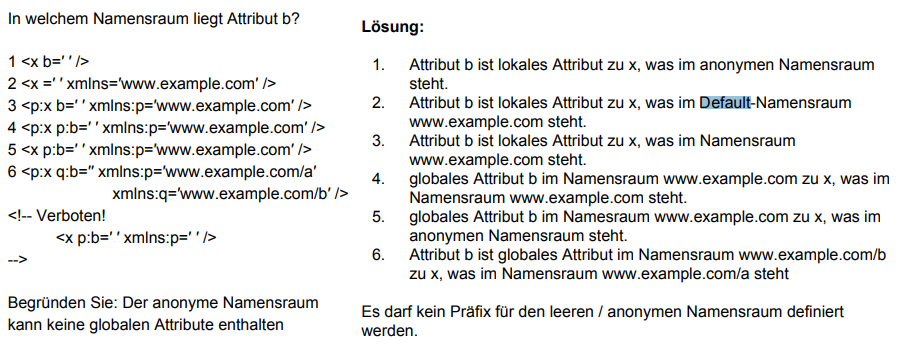 In welchem Namensraum liegt Attribut b?
1 <x b=' ' />
2 <x =' ' xmlns='www.example.com' />
3 <p:x b=' ' xmlns:p='www.example.com' />
4 <p:x p:b=' ' xmlns:p='www.example.com' />
5 <x p:b=' ' xmlns:p='www.example.com' />
6 <p:x q:b='' xmlns:p='www.example.com/a'
xmlns:q='www.example.com/b' />
<!-- Verboten!
<x p:b=' ' xmlns:p=' ' />
-->
Begründen Sie: Der anonyme Namensraum
kann keine globalen Attribute enthalten
Lösung:
1. Attribut b ist lokales Attribut zu x, was im anonymen Namensraum
steht.
2. Attribut b ist lokales Attribut zu x, was im Default-Namensraum
www.example.com steht.
3. Attribut b ist lokales Attribut zu x, was im Namensraum
www.example.com steht.
4. globales Attribut b im Namensraum www.example.com zu x, was im
Namensraum www.example.com steht.
5. globales Attribut b im Namesraum www.example.com zu x, was im
anonymen Namensraum steht.
6. Attribut b ist globales Attribut im Namensraum www.example.com/b
zu x, was im Namensraum www.example.com/a steht
Es darf kein Präfix für den leeren / anonymen Namensraum definiert
werden.